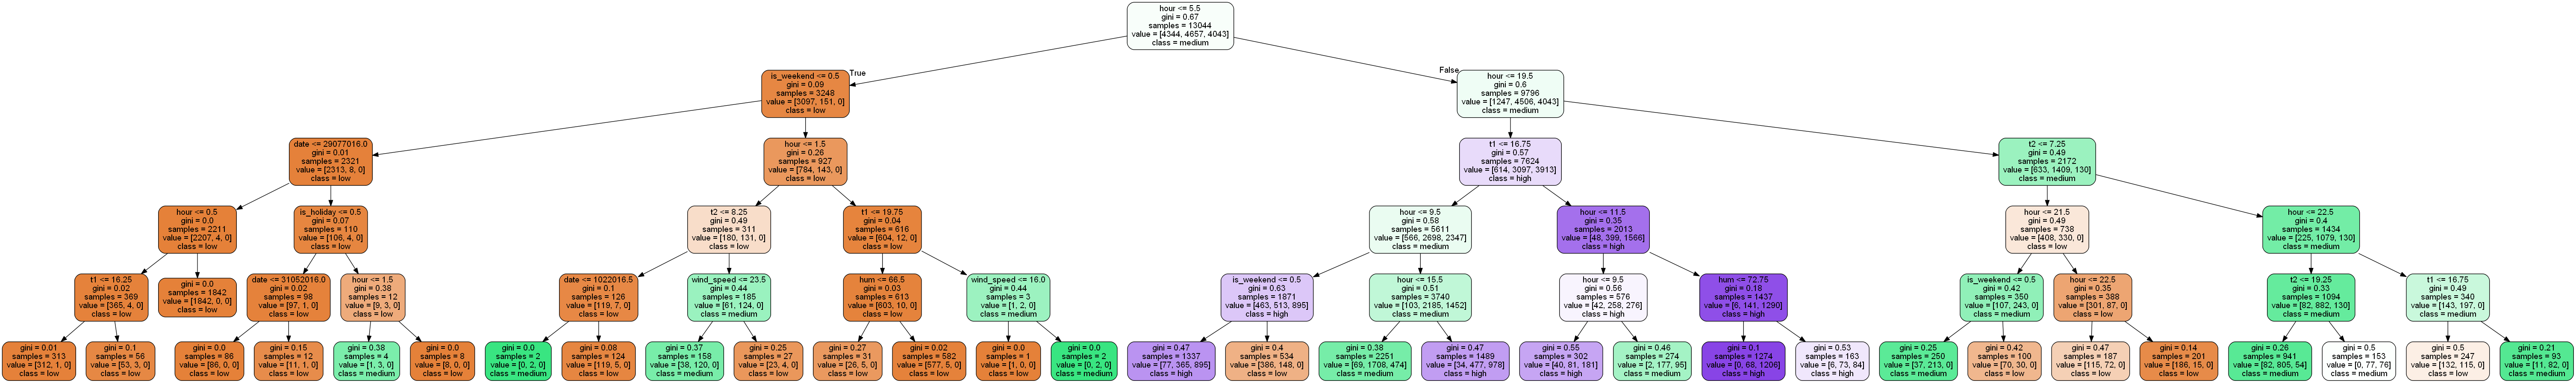 hour <= 5.5
gini = 0.67
samples = 13044
value = [4344, 4657, 4043]
class = medium
True
False
is_weekend <= 0.5
gini = 0.09
samples = 3248
value = [3097, 151, 0]
class = low
hour <= 19.5
gini = 0.6
samples = 9796
value = [1247, 4506, 4043]
class = medium
date <= 29077016.0
gini = 0.01
samples = 2321
value = [2313, 8, 0]
class = low
hour <= 1.5
gini = 0.26
samples = 927
value = [784, 143, 0]
class = low
t1 <= 16.75
gini = 0.57
samples = 7624
value = [614, 3097, 3913]
class = high
t2 <= 7.25
gini = 0.49
samples = 2172
value = [633, 1409, 130]
class = medium
hour <= 0.5
gini = 0.0
samples = 2211
value = [2207, 4, 0]
class = low
is_holiday <= 0.5
gini = 0.07
samples = 110
value = [106, 4, 0]
class = low
t2 <= 8.25
gini = 0.49
samples = 311
value = [180, 131, 0]
class = low
t1 <= 19.75
gini = 0.04
samples = 616
value = [604, 12, 0]
class = low
hour <= 9.5
gini = 0.58
samples = 5611
value = [566, 2698, 2347]
class = medium
hour <= 11.5
gini = 0.35
samples = 2013
value = [48, 399, 1566]
class = high
hour <= 21.5
gini = 0.49
samples = 738
value = [408, 330, 0]
class = low
hour <= 22.5
gini = 0.4
samples = 1434
value = [225, 1079, 130]
class = medium
t1 <= 16.25
gini = 0.02
samples = 369
value = [365, 4, 0]
class = low
gini = 0.0
samples = 1842
value = [1842, 0, 0]
class = low
date <= 31052016.0
gini = 0.02
samples = 98
value = [97, 1, 0]
class = low
hour <= 1.5
gini = 0.38
samples = 12
value = [9, 3, 0]
class = low
date <= 1022016.5
gini = 0.1
samples = 126
value = [119, 7, 0]
class = low
wind_speed <= 23.5
gini = 0.44
samples = 185
value = [61, 124, 0]
class = medium
hum <= 66.5
gini = 0.03
samples = 613
value = [603, 10, 0]
class = low
wind_speed <= 16.0
gini = 0.44
samples = 3
value = [1, 2, 0]
class = medium
is_weekend <= 0.5
gini = 0.63
samples = 1871
value = [463, 513, 895]
class = high
hour <= 15.5
gini = 0.51
samples = 3740
value = [103, 2185, 1452]
class = medium
hour <= 9.5
gini = 0.56
samples = 576
value = [42, 258, 276]
class = high
hum <= 72.75
gini = 0.18
samples = 1437
value = [6, 141, 1290]
class = high
is_weekend <= 0.5
gini = 0.42
samples = 350
value = [107, 243, 0]
class = medium
hour <= 22.5
gini = 0.35
samples = 388
value = [301, 87, 0]
class = low
t2 <= 19.25
gini = 0.33
samples = 1094
value = [82, 882, 130]
class = medium
t1 <= 16.75
gini = 0.49
samples = 340
value = [143, 197, 0]
class = medium
gini = 0.01
samples = 313
value = [312, 1, 0]
class = low
gini = 0.1
samples = 56
value = [53, 3, 0]
class = low
gini = 0.0
samples = 86
value = [86, 0, 0]
class = low
gini = 0.15
samples = 12
value = [11, 1, 0]
class = low
gini = 0.38
samples = 4
value = [1, 3, 0]
class = medium
gini = 0.0
samples = 8
value = [8, 0, 0]
class = low
gini = 0.0
samples = 2
value = [0, 2, 0]
class = medium
gini = 0.08
samples = 124
value = [119, 5, 0]
class = low
gini = 0.37
samples = 158
value = [38, 120, 0]
class = medium
gini = 0.25
samples = 27
value = [23, 4, 0]
class = low
gini = 0.27
samples = 31
value = [26, 5, 0]
class = low
gini = 0.02
samples = 582
value = [577, 5, 0]
class = low
gini = 0.0
samples = 1
value = [1, 0, 0]
class = low
gini = 0.0
samples = 2
value = [0, 2, 0]
class = medium
gini = 0.47
samples = 1337
value = [77, 365, 895]
class = high
gini = 0.4
samples = 534
value = [386, 148, 0]
class = low
gini = 0.38
samples = 2251
value = [69, 1708, 474]
class = medium
gini = 0.47
samples = 1489
value = [34, 477, 978]
class = high
gini = 0.55
samples = 302
value = [40, 81, 181]
class = high
gini = 0.46
samples = 274
value = [2, 177, 95]
class = medium
gini = 0.1
samples = 1274
value = [0, 68, 1206]
class = high
gini = 0.53
samples = 163
value = [6, 73, 84]
class = high
gini = 0.25
samples = 250
value = [37, 213, 0]
class = medium
gini = 0.42
samples = 100
value = [70, 30, 0]
class = low
gini = 0.47
samples = 187
value = [115, 72, 0]
class = low
gini = 0.14
samples = 201
value = [186, 15, 0]
class = low
gini = 0.26
samples = 941
value = [82, 805, 54]
class = medium
gini = 0.5
samples = 153
value = [0, 77, 76]
class = medium
gini = 0.5
samples = 247
value = [132, 115, 0]
class = low
gini = 0.21
samples = 93
value = [11, 82, 0]
class = medium